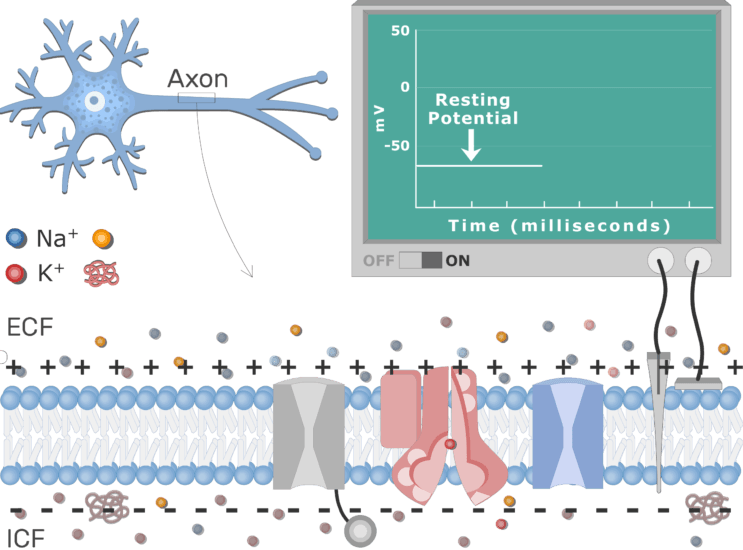 Axon
50
0
-50
mV
Resting
Potential
Time (milliseconds)
OFF ON
Na⁺
K⁺
ECF
+ + + + + + + + + + + + + + + + + + + +
- - - - - - - - - - - - - - - - - - - - - - - -
ICF